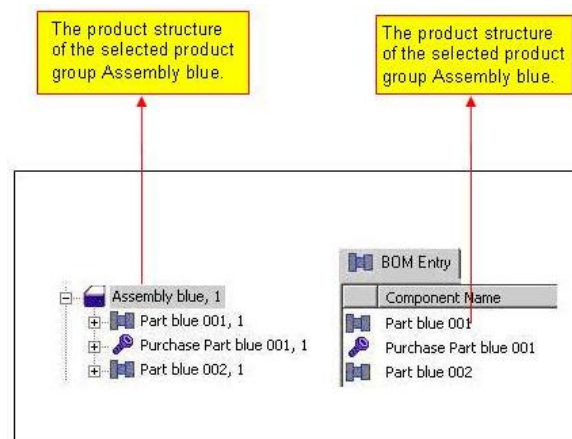 The product structure
of the selected product
group Assembly blue.
The product structure
of the selected product
group Assembly blue.
Assembly blue, 1
Part blue 001, 1
Purchase Part blue 001, 1
Part blue 002, 1
BOM Entry
Component Name
Part blue 001
Purchase Part blue 001
Part blue 002